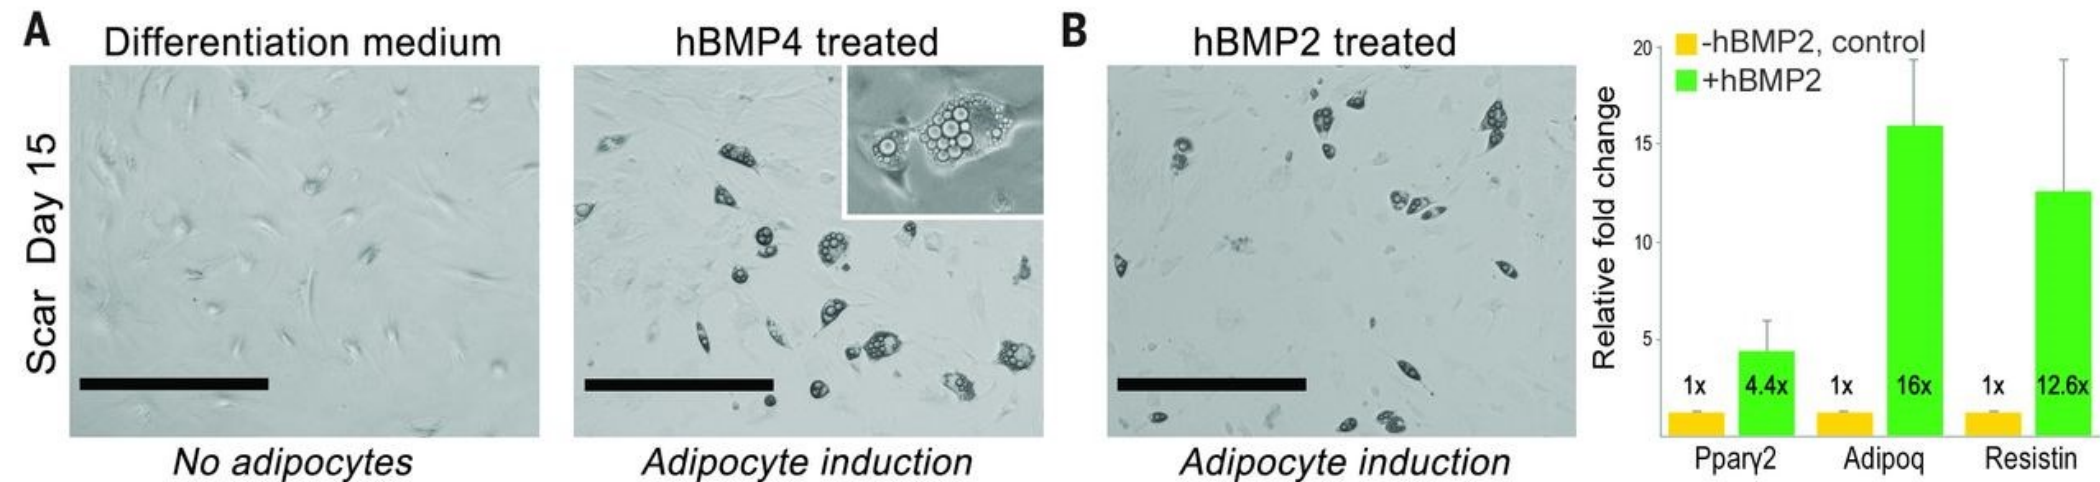 A
Differentiation medium
hBMP4 treated
B
hBMP2 treated
Scar Day 15
No adipocytes
Adipocyte induction
Adipocyte induction
Relative fold change
20
15
10
5
-hBMP2, control
+hBMP2
1x
4.4x
1x
16x
1x
12.6x
Pparγ2
Adipoq
Resistin